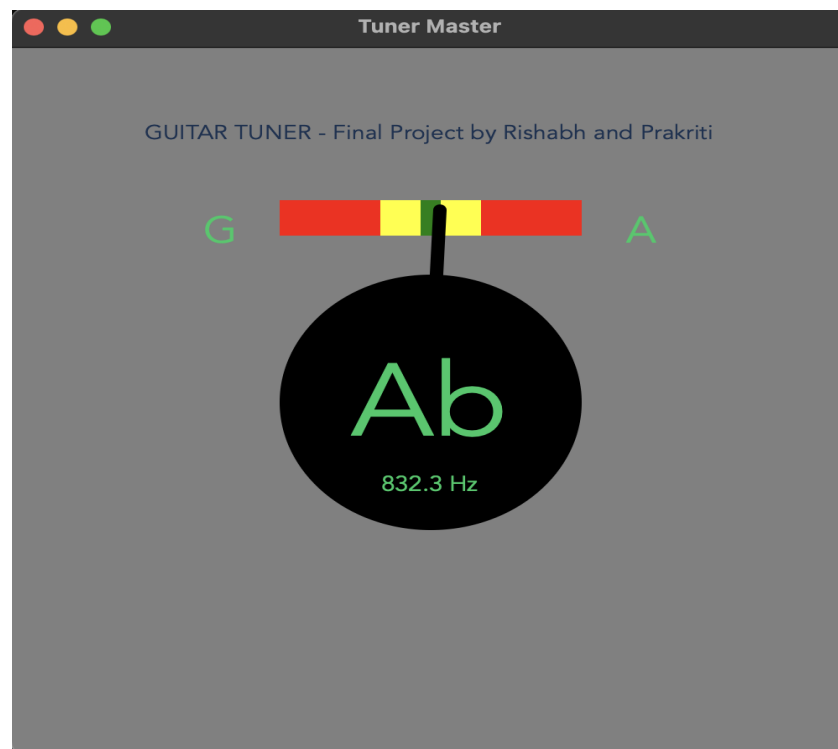 Tuner Master
GUITAR TUNER - Final Project by Rishabh and Prakriti
G A
Ab
832.3 Hz